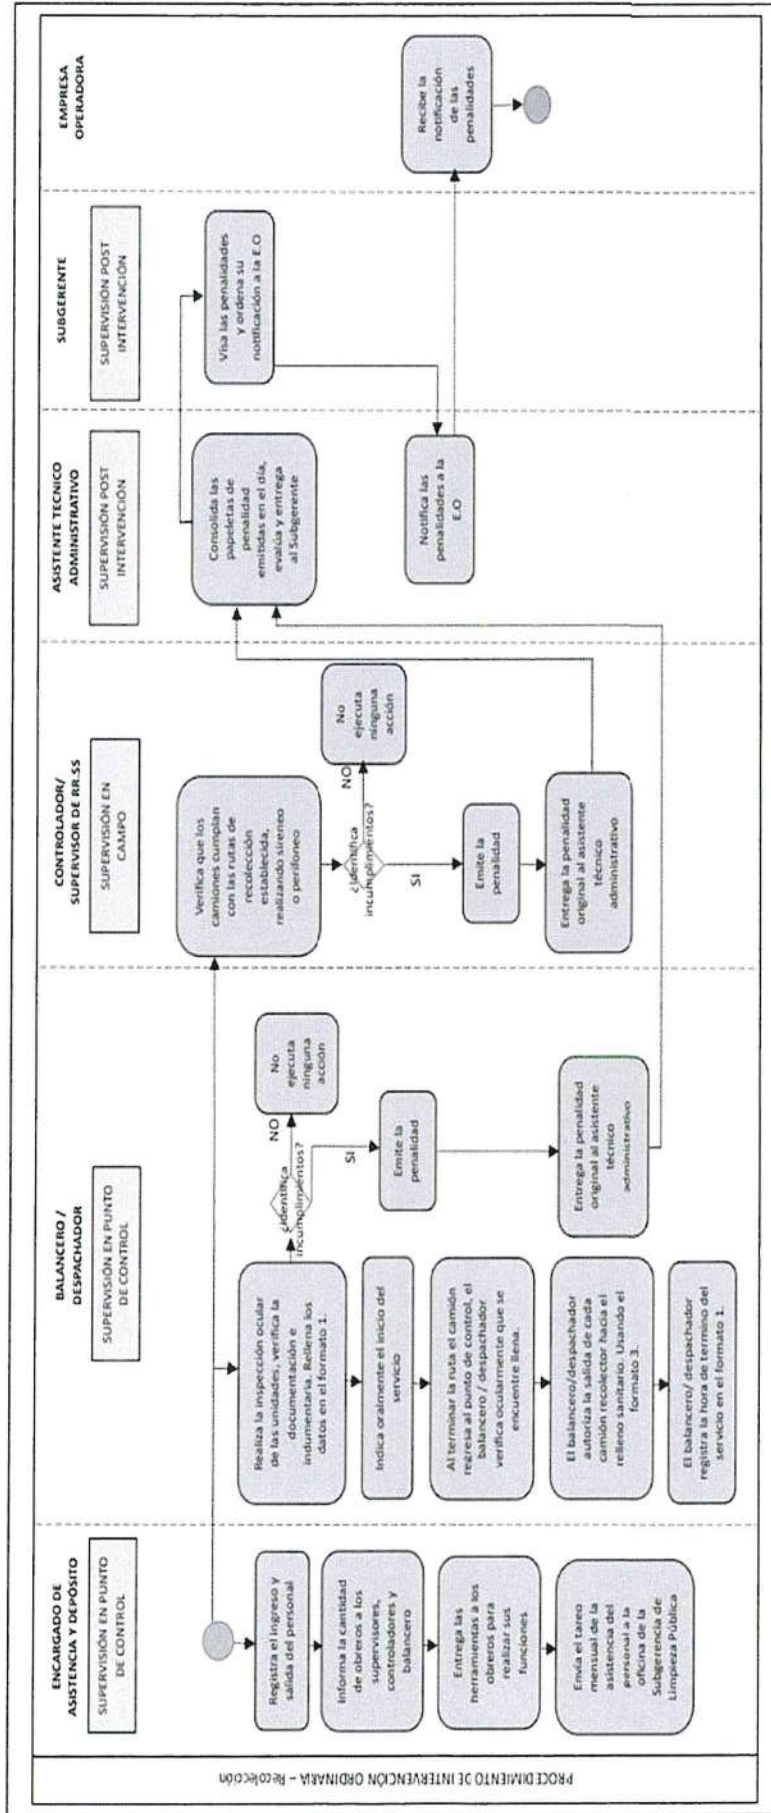 PROCEDIMIENTO DE INTERVENCIÓN ORDINARIA – Recolección
ENCARGADO DE
ASISTENCIA Y DEPÓSITO
SUPERVISIÓN EN PUNTO
DE CONTROL
Registra el ingreso y
salida del personal
Informa la cantidad
de obreros a los
supervisores,
controladores y
balancero
Entrega las
herramientas a los
obreros para
realizar sus
funciones
Envía el tareo
mensual de la
asistencia del
personal a la
oficina de la
Subgerencia de
Limpieza Pública
BALANCERO /
DESPACHADOR
SUPERVISIÓN EN PUNTO
DE CONTROL
Realiza la inspección ocular
de las unidades, verifica la
documentación e
indumentaria. Rellena los
datos en el formato 1.
Indica oralmente el inicio del
servicio
Al terminar la ruta el camión
regresa al punto de control, el
balancero / despachador
verifica ocularmente que se
encuentre llena.
El balancero/despachador
autoriza la salida de cada
camión recolector hacia el
relleno sanitario. Usando el
formato 3.
El balancero/ despachador
registra la hora de termino del
servicio en el formato 1.
¿Identifica
incumplimientos?
NO
No
ejecuta
ninguna
acción
SI
Emite la
penalidad
Entrega la penalidad
original al asistente
técnico
administrativo
CONTROLADOR/
SUPERVISOR DE RR.SS
SUPERVISIÓN EN
CAMPO
Verifica que los
camiones cumplan
con las rutas de
recolección
establecida,
realizando sireneo
o perifoneo
¿Identifica
incumplimientos?
NO
No
ejecuta
ninguna
acción
SI
Emite la
penalidad
Entrega la penalidad
original al asistente
técnico
administrativo
ASISTENTE TECNICO
ADMINISTRATIVO
SUPERVISIÓN POST
INTERVENCIÓN
Consolida las
papeletas de
penalidad
emitidas en el día,
evalúa y entrega
al Subgerente
Notifica las
penalidades a la
E.O
SUBGERENTE
SUPERVISIÓN POST
INTERVENCIÓN
Visa las penalidades
y ordena su
notificación a la E.O
EMPRESA
OPERADORA
Recibe la
notificación
de las
penalidades